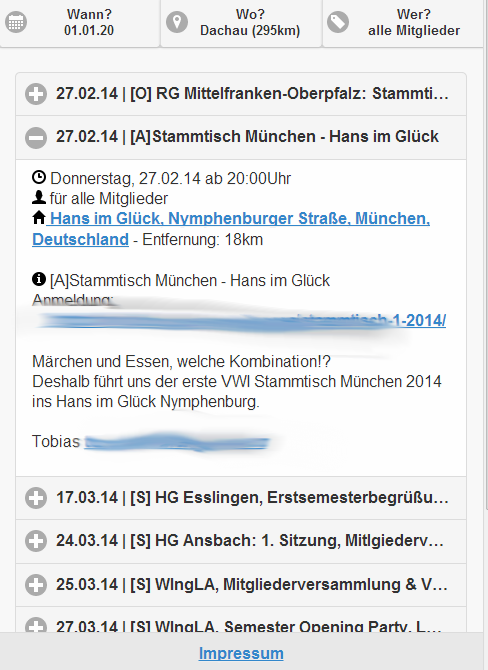 Wann?
01.01.20
Wo?
Dachau (295km)
Wer?
alle Mitglieder
27.02.14 | [O] RG Mittelfranken-Oberpfalz: Stammti...
27.02.14 | [A]Stammtisch München - Hans im Glück
Donnerstag, 27.02.14 ab 20:00Uhr
für alle Mitglieder
Hans im Glück, Nymphenburger Straße, München,
Deutschland - Entfernung: 18km
[A]Stammtisch München - Hans im Glück
Anmeldung:
stammtisch-1-2014/
Märchen und Essen, welche Kombination!?
Deshalb führt uns der erste VWI Stammtisch München 2014
ins Hans im Glück Nymphenburg.
Tobias
17.03.14 | [S] HG Esslingen, Erstsemesterbegrüßu...
24.03.14 | [S] HG Ansbach: 1. Sitzung, Mitlgiederv...
25.03.14 | [S] WIngLA, Mitgliederversammlung & V...
27.03.14 | [S] WIngLA, Semester Opening Party, L...
Impressum